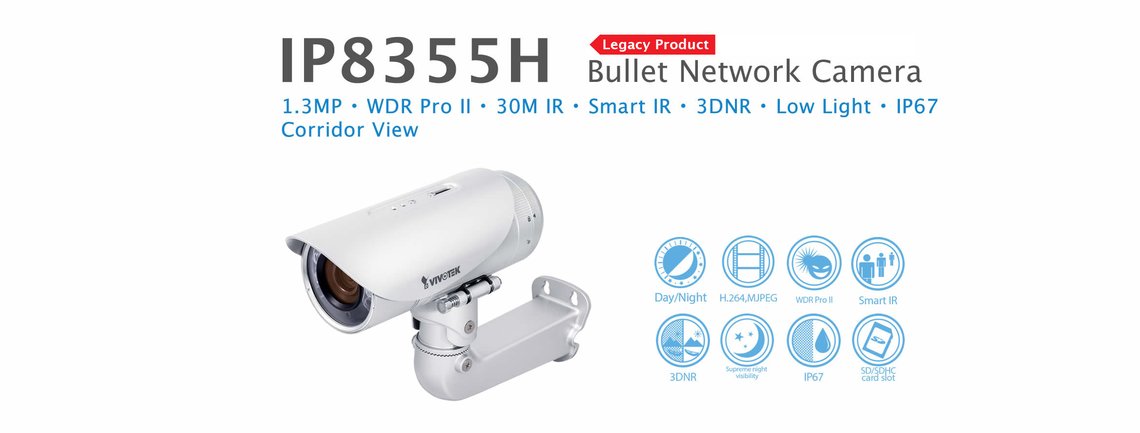 IP8355H
Legacy Product
Bullet Network Camera
1.3MP • WDR Pro II • 30M IR • Smart IR • 3DNR • Low Light • IP67
Corridor View
VIVOTEK
Day/Night
H.264,MJPEG
WDR Pro II
Smart IR
3DNR
Supreme night
visibility
IP67
SD/SDHC
card slot